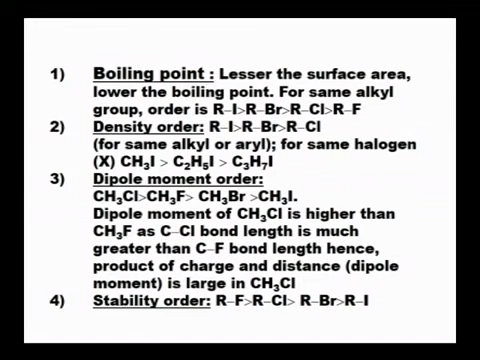 1) Boiling point : Lesser the surface area,
lower the boiling point. For same alkyl
group, order is R–I>R–Br>R–Cl>R–F
2) Density order: R–I>R–Br>R–Cl
(for same alkyl or aryl); for same halogen
(X) CH₃I > C₂H₅I > C₃H₇I
3) Dipole moment order:
CH₃Cl>CH₃F> CH₃Br >CH₃I.
Dipole moment of CH₃Cl is higher than
CH₃F as C–Cl bond length is much
greater than C–F bond length hence,
product of charge and distance (dipole
moment) is large in CH₃Cl
4) Stability order: R–F>R–Cl> R–Br>R–I